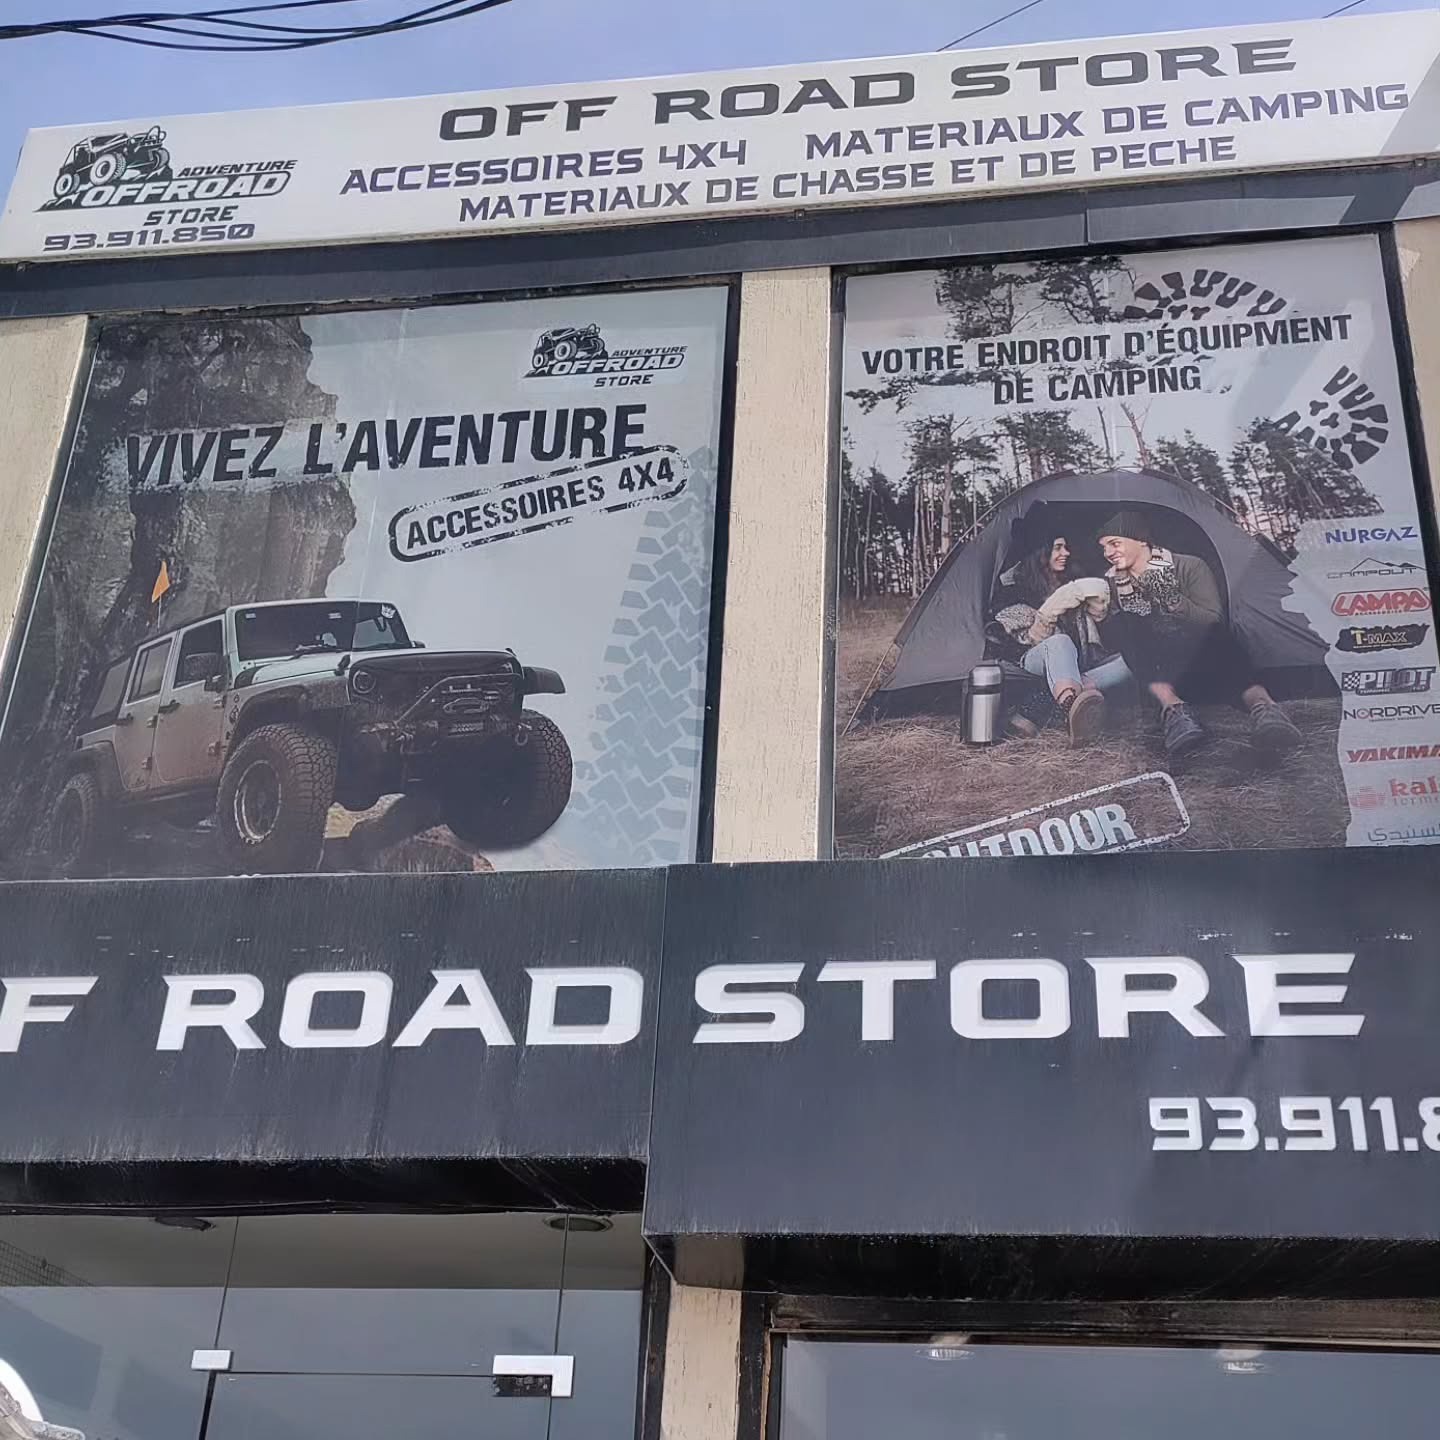 OFF ROAD STORE
ACCESSOIRES 4X4 MATERIAUX DE CAMPING
MATERIAUX DE CHASSE ET DE PECHE
ADVENTURE
OFFROAD
STORE
93.911.850
ADVENTURE
OFFROAD
STORE
VIVEZ L'AVENTURE
ACCESSOIRES 4X4
VOTRE ENDROIT D'ÉQUIPMENT
DE CAMPING
NURGAZ
CAMPOUT
LAMPA
T-MAX
PILOT
NORDRIVE
YAKIMA
OUTDOOR
F ROAD STORE
93.911.8